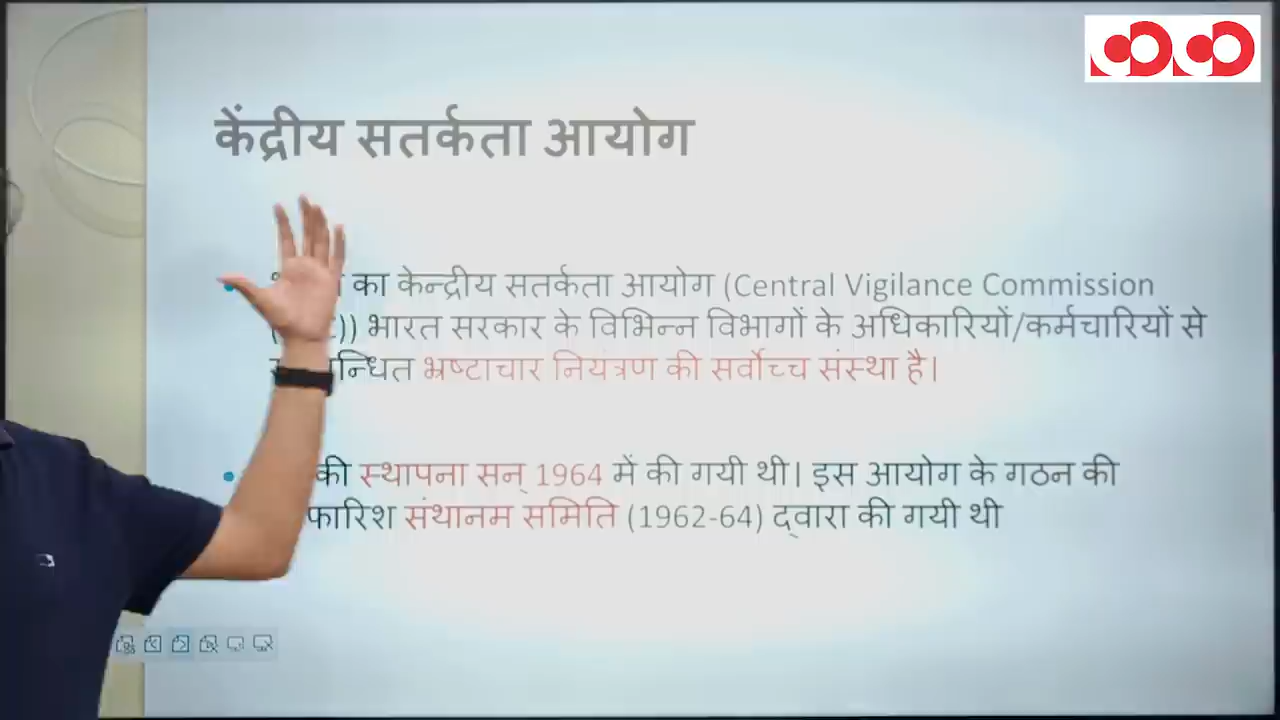 केंद्रीय सतर्कता आयोग
का केन्द्रीय सतर्कता आयोग (Central Vigilance Commission
भारत सरकार के विभिन्न विभागों के अधिकारियों/कर्मचारियों से
भ्रष्टाचार नियंत्रण की सर्वोच्च संस्था है।
की स्थापना सन् 1964 में की गयी थी। इस आयोग के गठन की
संथानम समिति (1962-64) द्वारा की गयी थी